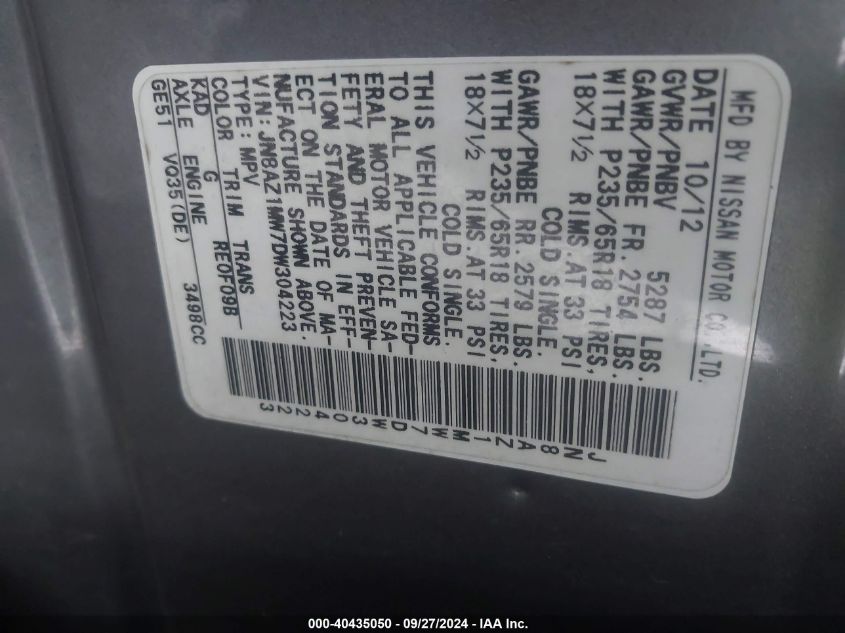 MFD BY NISSAN MOTOR CO.,LTD.
DATE 10/12
GVWR/PNBV 5287 LBS.
GAWR/PNBE FR. 2754 LBS.
WITH P235/65R18 TIRES,
18X7½ RIMS.AT 33 PSI
COLD SINGLE.
GAWR/PNBE RR 2579 LBS.
WITH P235/65R18 TIRES,
18X7½ RIMS.AT 33 PSI
COLD SINGLE.
THIS VEHICLE CONFORMS
TO ALL APPLICABLE FED-
ERAL MOTOR VEHICLE SA-
FETY AND THEFT PREVEN-
TION STANDARDS IN EFF-
ECT ON THE DATE OF MA-
NUFACTURE SHOWN ABOVE.
VIN: JN8AZ1MW7DW304223
TYPE: MPV
COLOR TRIM TRANS
KAD G RE0F09B
AXLE ENGINE
GE51 VQ35(DE) 3498CC
JN8AZ1MW7DW304223
000-40435050 - 09/27/2024 - IAA Inc.